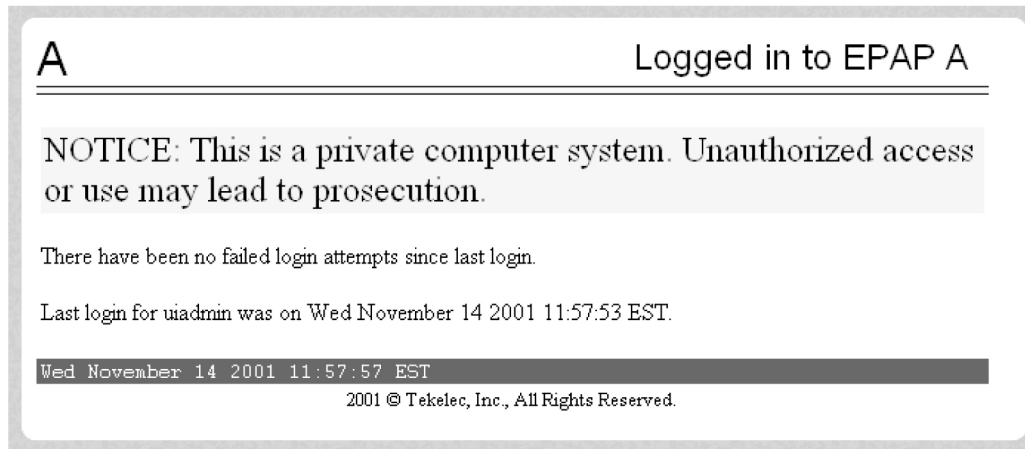 A
Logged in to EPAP A
NOTICE: This is a private computer system. Unauthorized access
or use may lead to prosecution.
There have been no failed login attempts since last login.
Last login for uiadmin was on Wed November 14 2001 11:57:53 EST.
Wed November 14 2001 11:57:57 EST
2001 © Tekelec, Inc., All Rights Reserved.